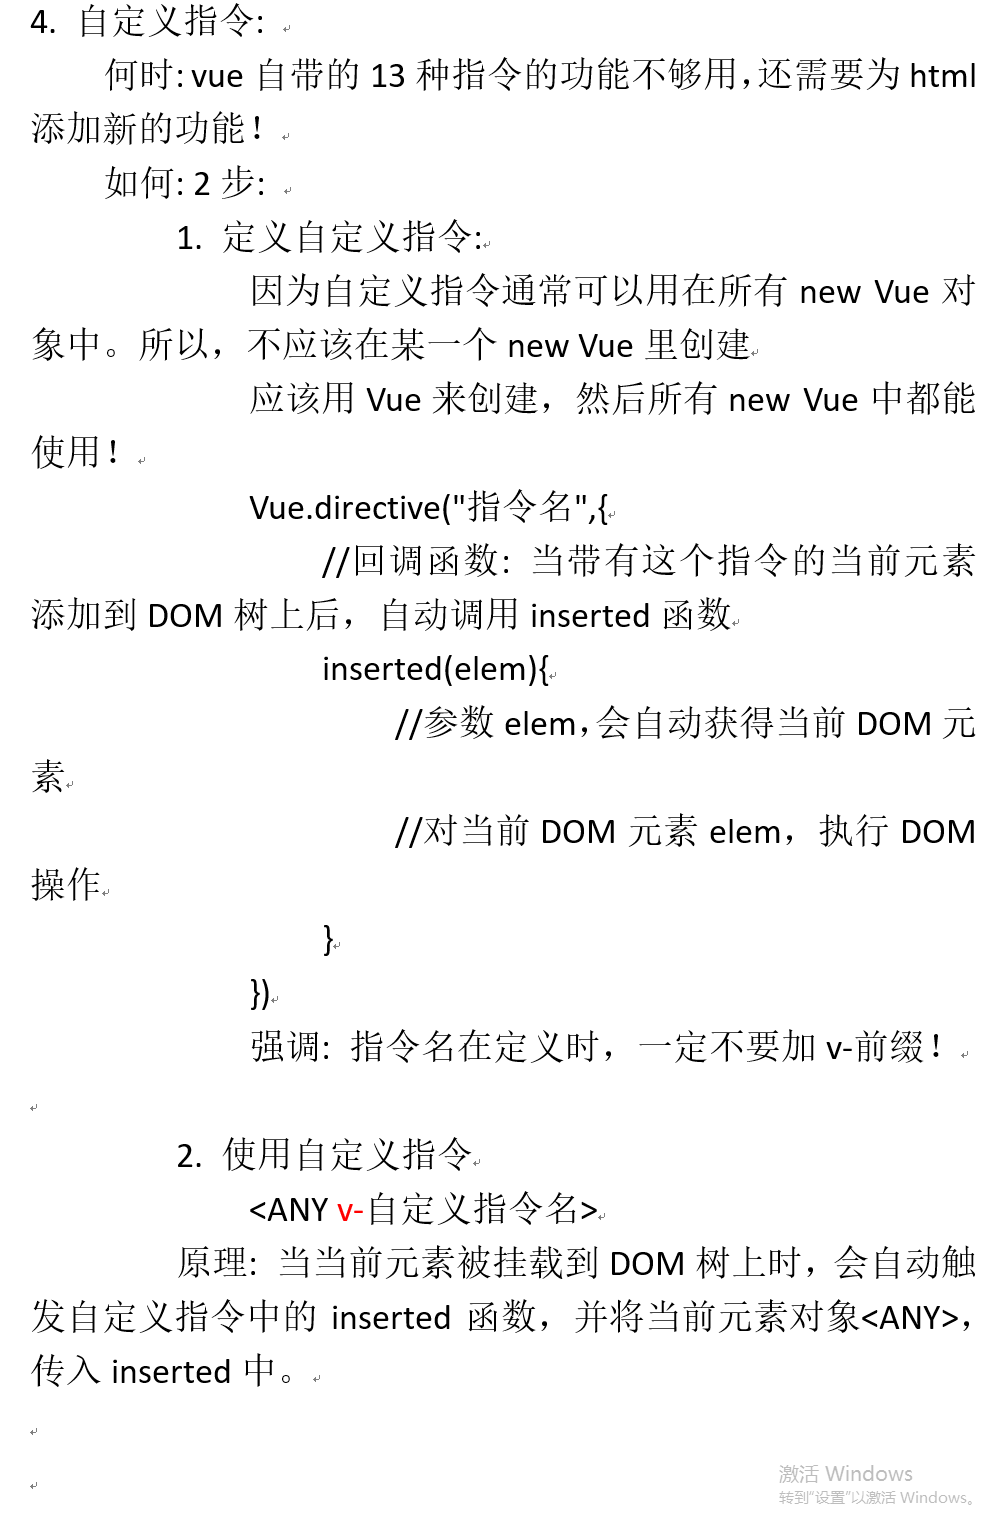 4. 自定义指令:
何时: vue 自带的 13 种指令的功能不够用,还需要为 html
添加新的功能！
如何: 2 步:
1. 定义自定义指令:
因为自定义指令通常可以用在所有 new Vue 对
象中。所以，不应该在某一个 new Vue 里创建
应该用 Vue 来创建，然后所有 new Vue 中都能
使用！
Vue.directive("指令名",{
//回调函数: 当带有这个指令的当前元素
添加到 DOM 树上后，自动调用 inserted 函数
inserted(elem){
//参数 elem,会自动获得当前 DOM 元
素
//对当前 DOM 元素 elem，执行 DOM
操作
}
})
强调: 指令名在定义时，一定不要加 v-前缀！
2. 使用自定义指令
<ANY v-自定义指令名>
原理: 当当前元素被挂载到 DOM 树上时，会自动触
发自定义指令中的 inserted 函数，并将当前元素对象<ANY>，
传入 inserted 中。
激活 Windows
转到"设置"以激活 Windows。